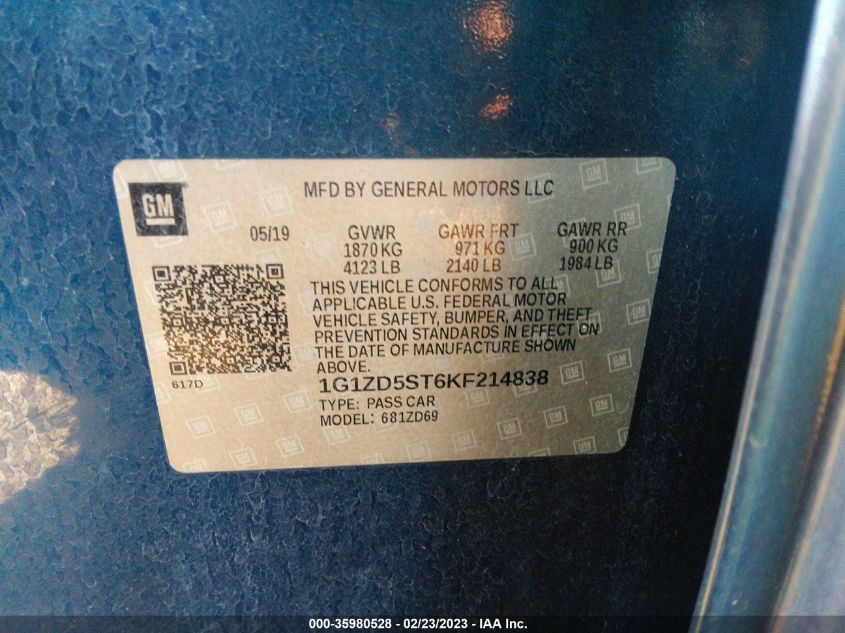 GM
MFD BY GENERAL MOTORS LLC
05/19 GVWR GAWR FRT GAWR RR
1870 KG 971 KG 900 KG
4123 LB 2140 LB 1984 LB
THIS VEHICLE CONFORMS TO ALL
APPLICABLE U.S. FEDERAL MOTOR
VEHICLE SAFETY, BUMPER, AND THEFT
PREVENTION STANDARDS IN EFFECT ON
THE DATE OF MANUFACTURE SHOWN
ABOVE.
617D
1G1ZD5ST6KF214838
TYPE: PASS CAR
MODEL: 681ZD69
000-35980528 - 02/23/2023 - IAA Inc.